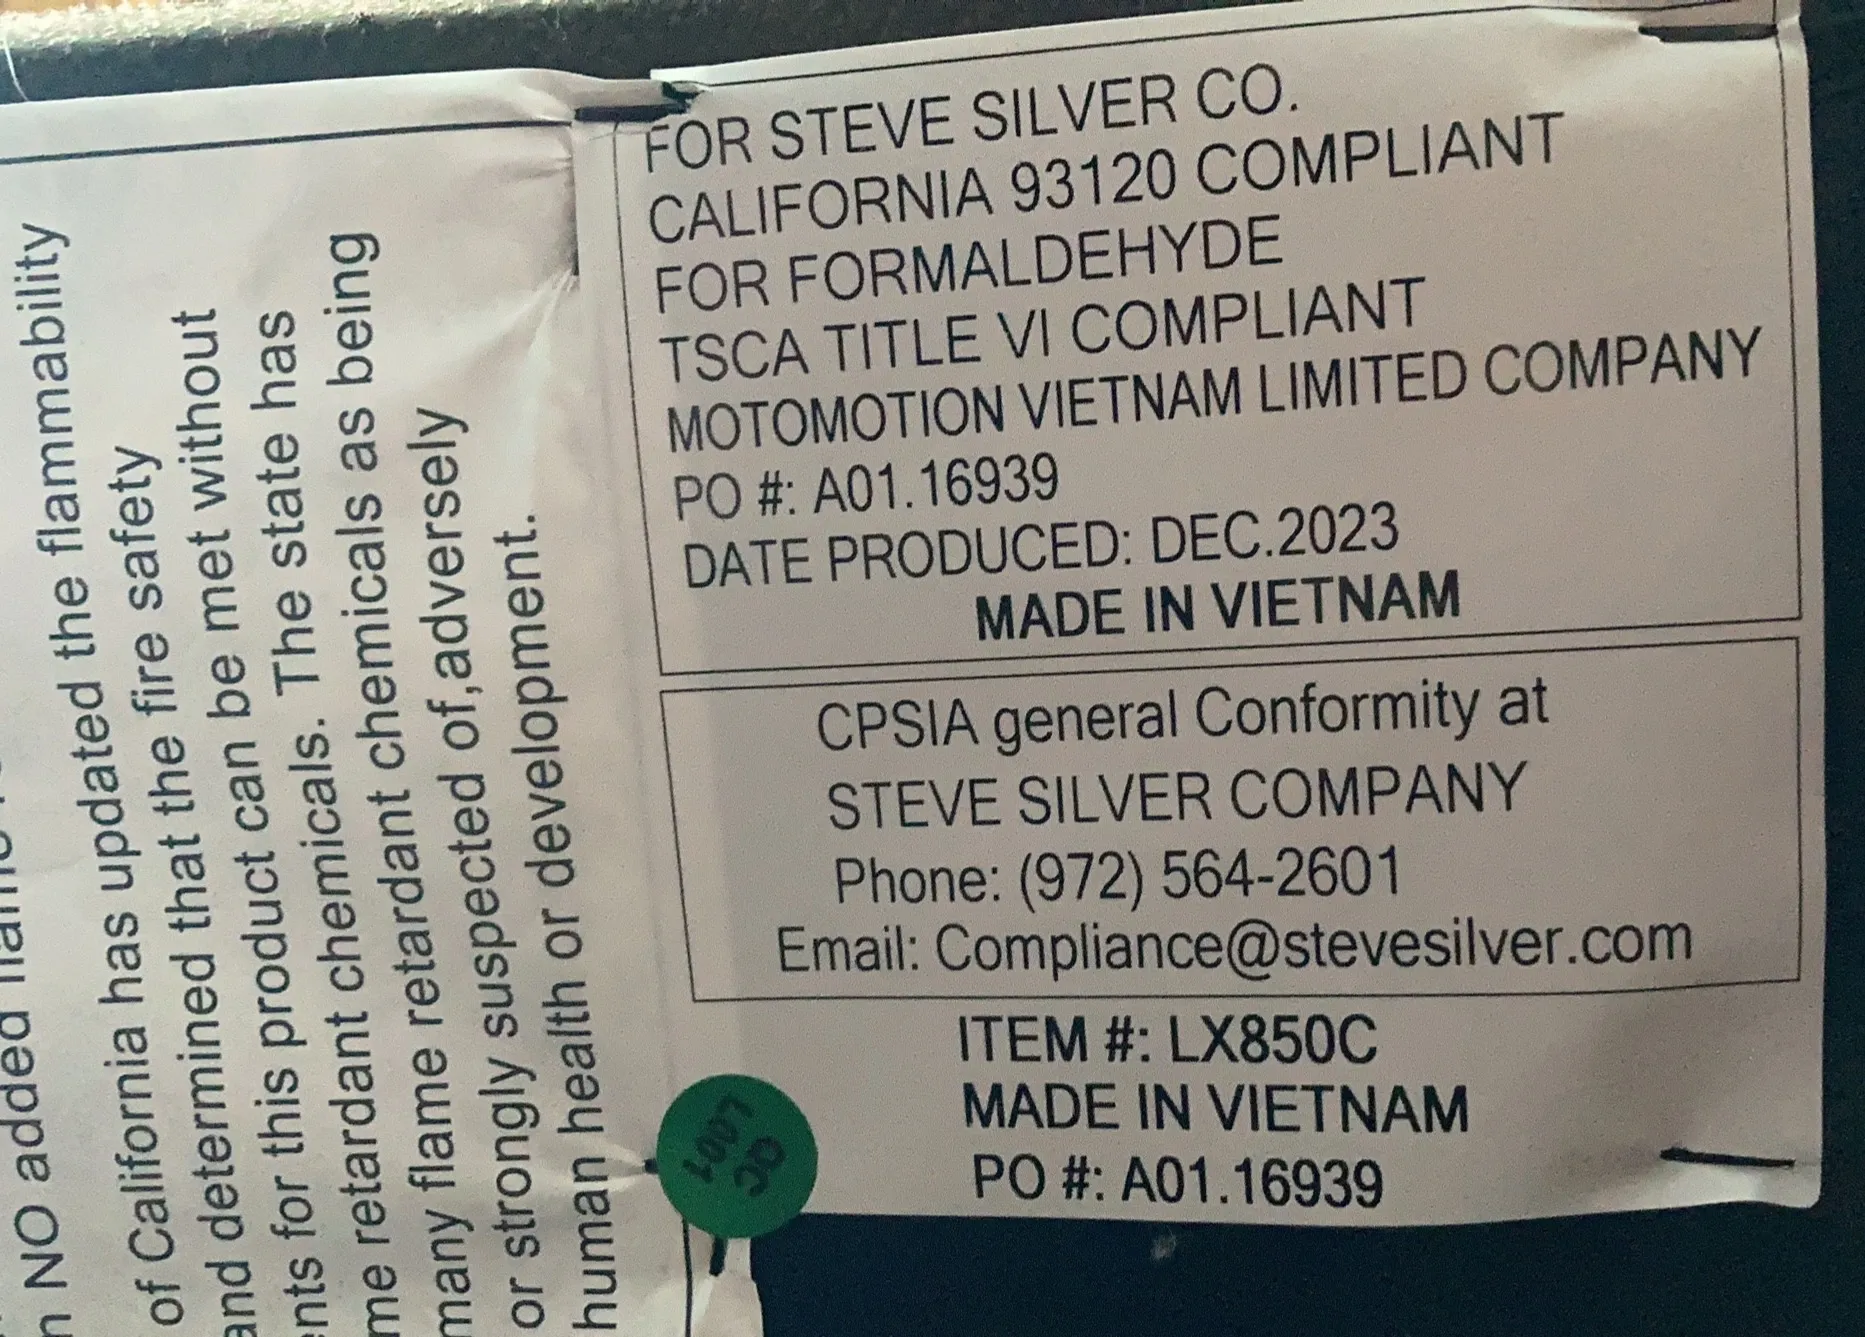 FOR STEVE SILVER CO.
CALIFORNIA 93120 COMPLIANT
FOR FORMALDEHYDE
TSCA TITLE VI COMPLIANT
MOTOMOTION VIETNAM LIMITED COMPANY
PO #: A01.16939
DATE PRODUCED: DEC.2023
MADE IN VIETNAM
CPSIA general Conformity at
STEVE SILVER COMPANY
Phone: (972) 564-2601
Email: Compliance@stevesilver.com
ITEM #: LX850C
MADE IN VIETNAM
PO #: A01.16939
QC
L007
NO added
of California has updated the flammability
and determined that the fire safety
for this product can be met without
retardant chemicals. The state has
many flame retardant chemicals as being
or strongly suspected of,adversely
human health or development.